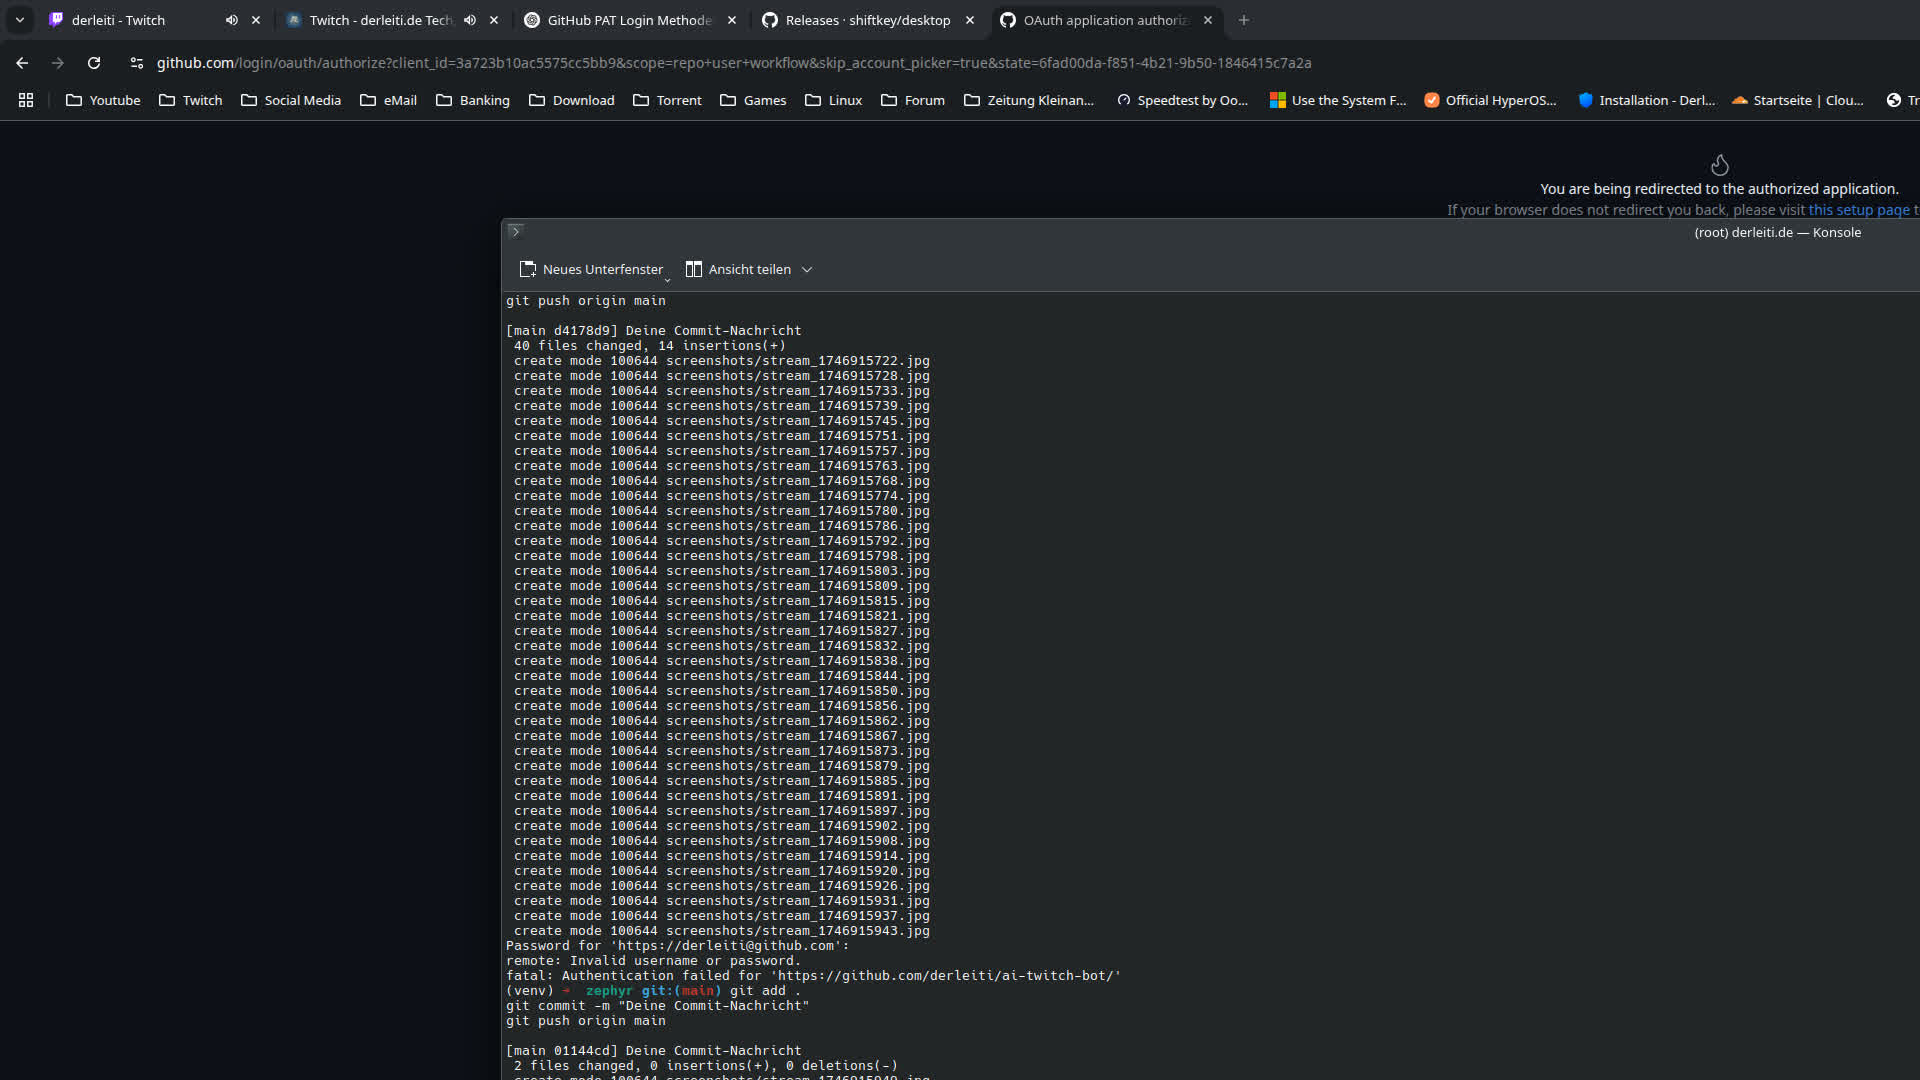 derleiti - Twitch
Twitch - derleiti.de Tech
GitHub PAT Login Methode
Releases · shiftkey/desktop
OAuth application authoriz
github.com/login/oauth/authorize?client_id=3a723b10ac5575cc5bb9&scope=repo+user+workflow&skip_account_picker=true&state=6fad00da-f851-4b21-9b50-1846415c7a2a
Youtube
Twitch
Social Media
eMail
Banking
Download
Torrent
Games
Linux
Forum
Zeitung Kleinan...
Speedtest by Oo...
Use the System F...
Official HyperOS...
Installation - Derl...
Startseite | Clou...
Tr
You are being redirected to the authorized application.
If your browser does not redirect you back, please visit this setup page t
(root) derleiti.de — Konsole
Neues Unterfenster
Ansicht teilen
git push origin main
[main d4178d9] Deine Commit-Nachricht
40 files changed, 14 insertions(+)
create mode 100644 screenshots/stream_1746915722.jpg
create mode 100644 screenshots/stream_1746915728.jpg
create mode 100644 screenshots/stream_1746915733.jpg
create mode 100644 screenshots/stream_1746915739.jpg
create mode 100644 screenshots/stream_1746915745.jpg
create mode 100644 screenshots/stream_1746915751.jpg
create mode 100644 screenshots/stream_1746915757.jpg
create mode 100644 screenshots/stream_1746915763.jpg
create mode 100644 screenshots/stream_1746915768.jpg
create mode 100644 screenshots/stream_1746915774.jpg
create mode 100644 screenshots/stream_1746915780.jpg
create mode 100644 screenshots/stream_1746915786.jpg
create mode 100644 screenshots/stream_1746915792.jpg
create mode 100644 screenshots/stream_1746915798.jpg
create mode 100644 screenshots/stream_1746915803.jpg
create mode 100644 screenshots/stream_1746915809.jpg
create mode 100644 screenshots/stream_1746915815.jpg
create mode 100644 screenshots/stream_1746915821.jpg
create mode 100644 screenshots/stream_1746915827.jpg
create mode 100644 screenshots/stream_1746915832.jpg
create mode 100644 screenshots/stream_1746915838.jpg
create mode 100644 screenshots/stream_1746915844.jpg
create mode 100644 screenshots/stream_1746915850.jpg
create mode 100644 screenshots/stream_1746915856.jpg
create mode 100644 screenshots/stream_1746915862.jpg
create mode 100644 screenshots/stream_1746915867.jpg
create mode 100644 screenshots/stream_1746915873.jpg
create mode 100644 screenshots/stream_1746915879.jpg
create mode 100644 screenshots/stream_1746915885.jpg
create mode 100644 screenshots/stream_1746915891.jpg
create mode 100644 screenshots/stream_1746915897.jpg
create mode 100644 screenshots/stream_1746915902.jpg
create mode 100644 screenshots/stream_1746915908.jpg
create mode 100644 screenshots/stream_1746915914.jpg
create mode 100644 screenshots/stream_1746915920.jpg
create mode 100644 screenshots/stream_1746915926.jpg
create mode 100644 screenshots/stream_1746915931.jpg
create mode 100644 screenshots/stream_1746915937.jpg
create mode 100644 screenshots/stream_1746915943.jpg
Password for 'https://derleiti@github.com':
remote: Invalid username or password.
fatal: Authentication failed for 'https://github.com/derleiti/ai-twitch-bot/'
(venv) → zephyr git:(main) git add .
git commit -m "Deine Commit-Nachricht"
git push origin main
[main 01144cd] Deine Commit-Nachricht
2 files changed, 0 insertions(+), 0 deletions(-)
create mode 100644 screenshots/stream_1746915949.jpg